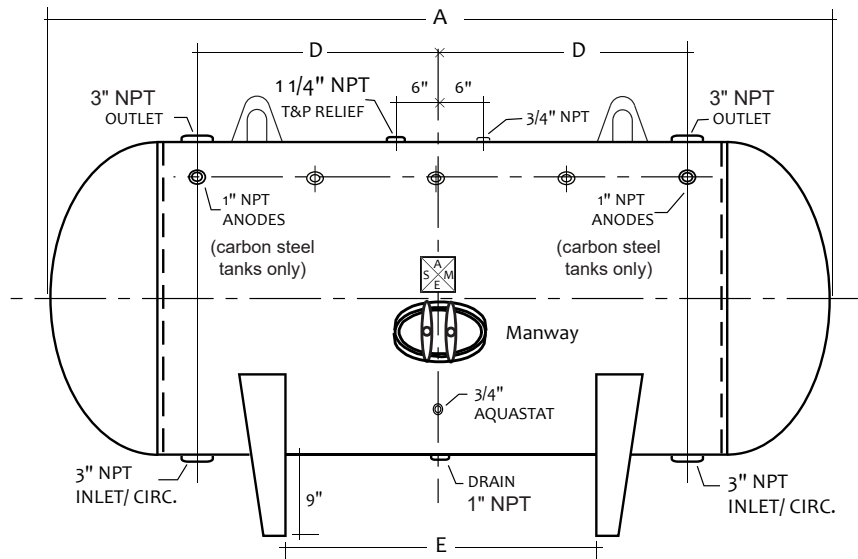 A
D
D
6"
6"
1 1/4" NPT
T&P RELIEF
3" NPT
OUTLET
3/4" NPT
3" NPT
OUTLET
1" NPT
ANODES
(carbon steel
tanks only)
1" NPT
ANODES
(carbon steel
tanks only)
A
S M
E
Manway
3/4"
AQUASTAT
3" NPT
INLET/ CIRC.
9"
DRAIN
1" NPT
3" NPT
INLET/ CIRC.
E